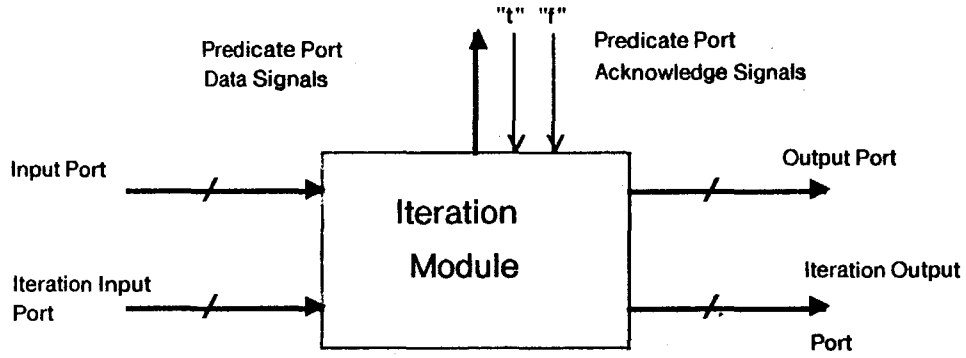 "t" "f"
Predicate Port
Data Signals
Predicate Port
Acknowledge Signals
Input Port
Output Port
Iteration
Module
Iteration Input
Port
Iteration Output
Port